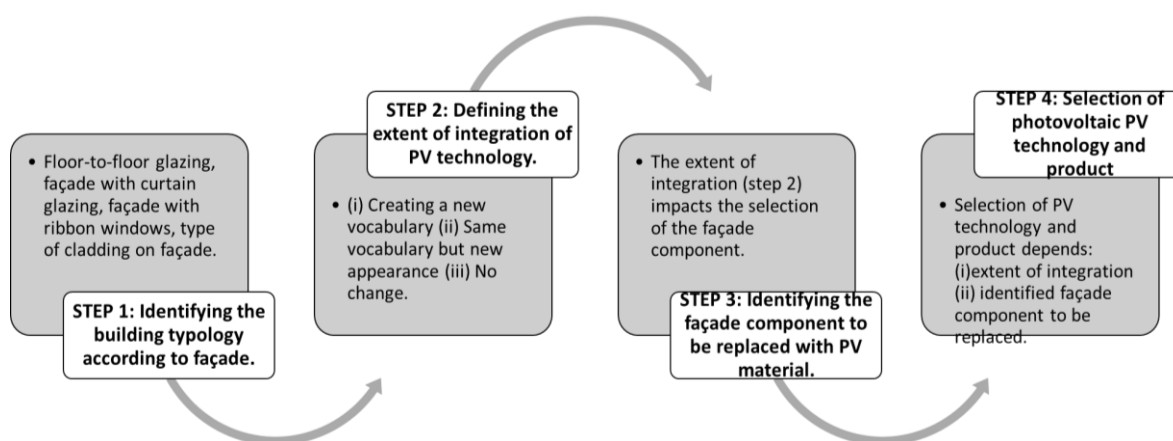 • Floor-to-floor glazing,
façade with curtain
glazing, façade with
ribbon windows, type
of cladding on façade.
STEP 1: Identifying the
building typology
according to façade.
STEP 2: Defining the
extent of integration of
PV technology.
• (i) Creating a new
vocabulary (ii) Same
vocabulary but new
appearance (iii) No
change.
• The extent of
integration (step 2)
impacts the selection
of the façade
component.
STEP 3: Identifying the
façade component to
be replaced with PV
material.
STEP 4: Selection of
photovoltaic PV
technology and
product
• Selection of PV
technology and
product depends:
(i)extent of integration
(ii) identified façade
component to be
replaced.